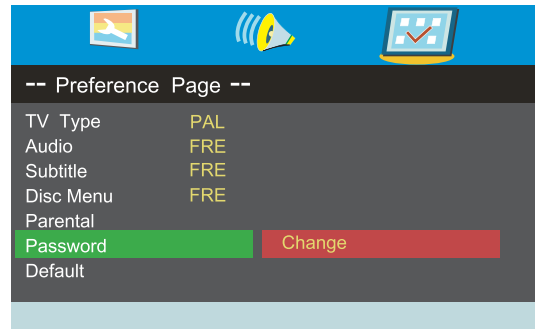 -- Preference Page --
TV Type PAL
Audio FRE
Subtitle FRE
Disc Menu FRE
Parental
Password Change
Default